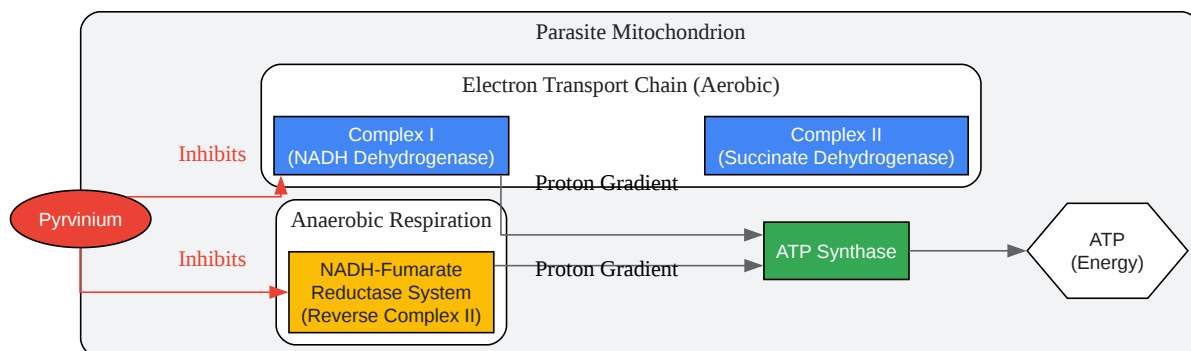 Parasite Mitochondrion
Electron Transport Chain (Aerobic)
Complex I
(NADH Dehydrogenase)
Complex II
(Succinate Dehydrogenase)
Inhibits
Proton Gradient
Pyrvinium
Anaerobic Respiration
ATP Synthase
ATP
(Energy)
Inhibits
NADH-Fumarate
Reductase System
(Reverse Complex II)
Proton Gradient